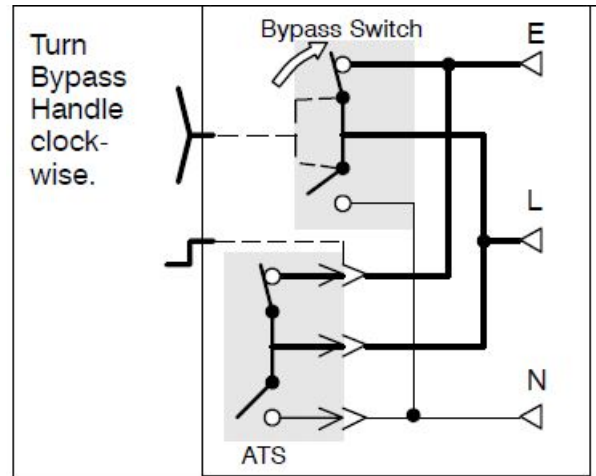 Turn
Bypass
Handle
clock-
wise.
Bypass Switch
E
L
N
ATS